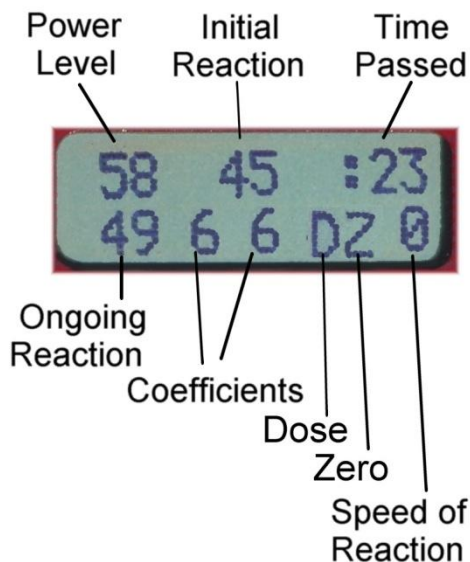 Power Level
Initial Reaction
Time Passed
58 45 :23
49 6 6 DZ 0
Ongoing Reaction
Coefficients
Dose
Zero
Speed of Reaction